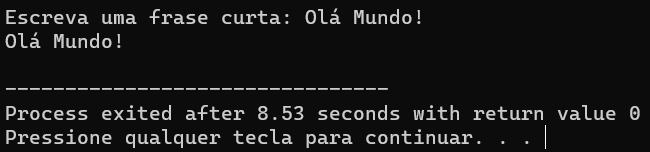 Escreva uma frase curta: Olá Mundo!
Olá Mundo!
--------------------------------
Process exited after 8.53 seconds with return value 0
Pressione qualquer tecla para continuar. . .